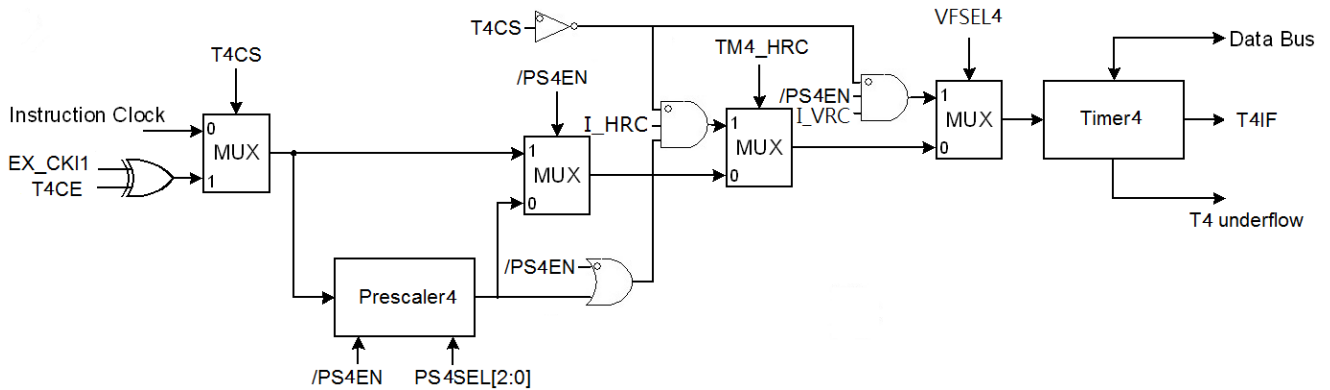 T4CS
VFSEL4
T4CS
TM4_HRC
Data Bus
/PS4EN
/PS4EN
Instruction Clock
0
I_HRC
1
1
I_VRC
MUX
Timer4
T4IF
MUX
EX_CKI1
1
MUX
0
T4CE
1
MUX
0
0
T4 underflow
/PS4EN
Prescaler4
/PS4EN
PS4SEL[2:0]